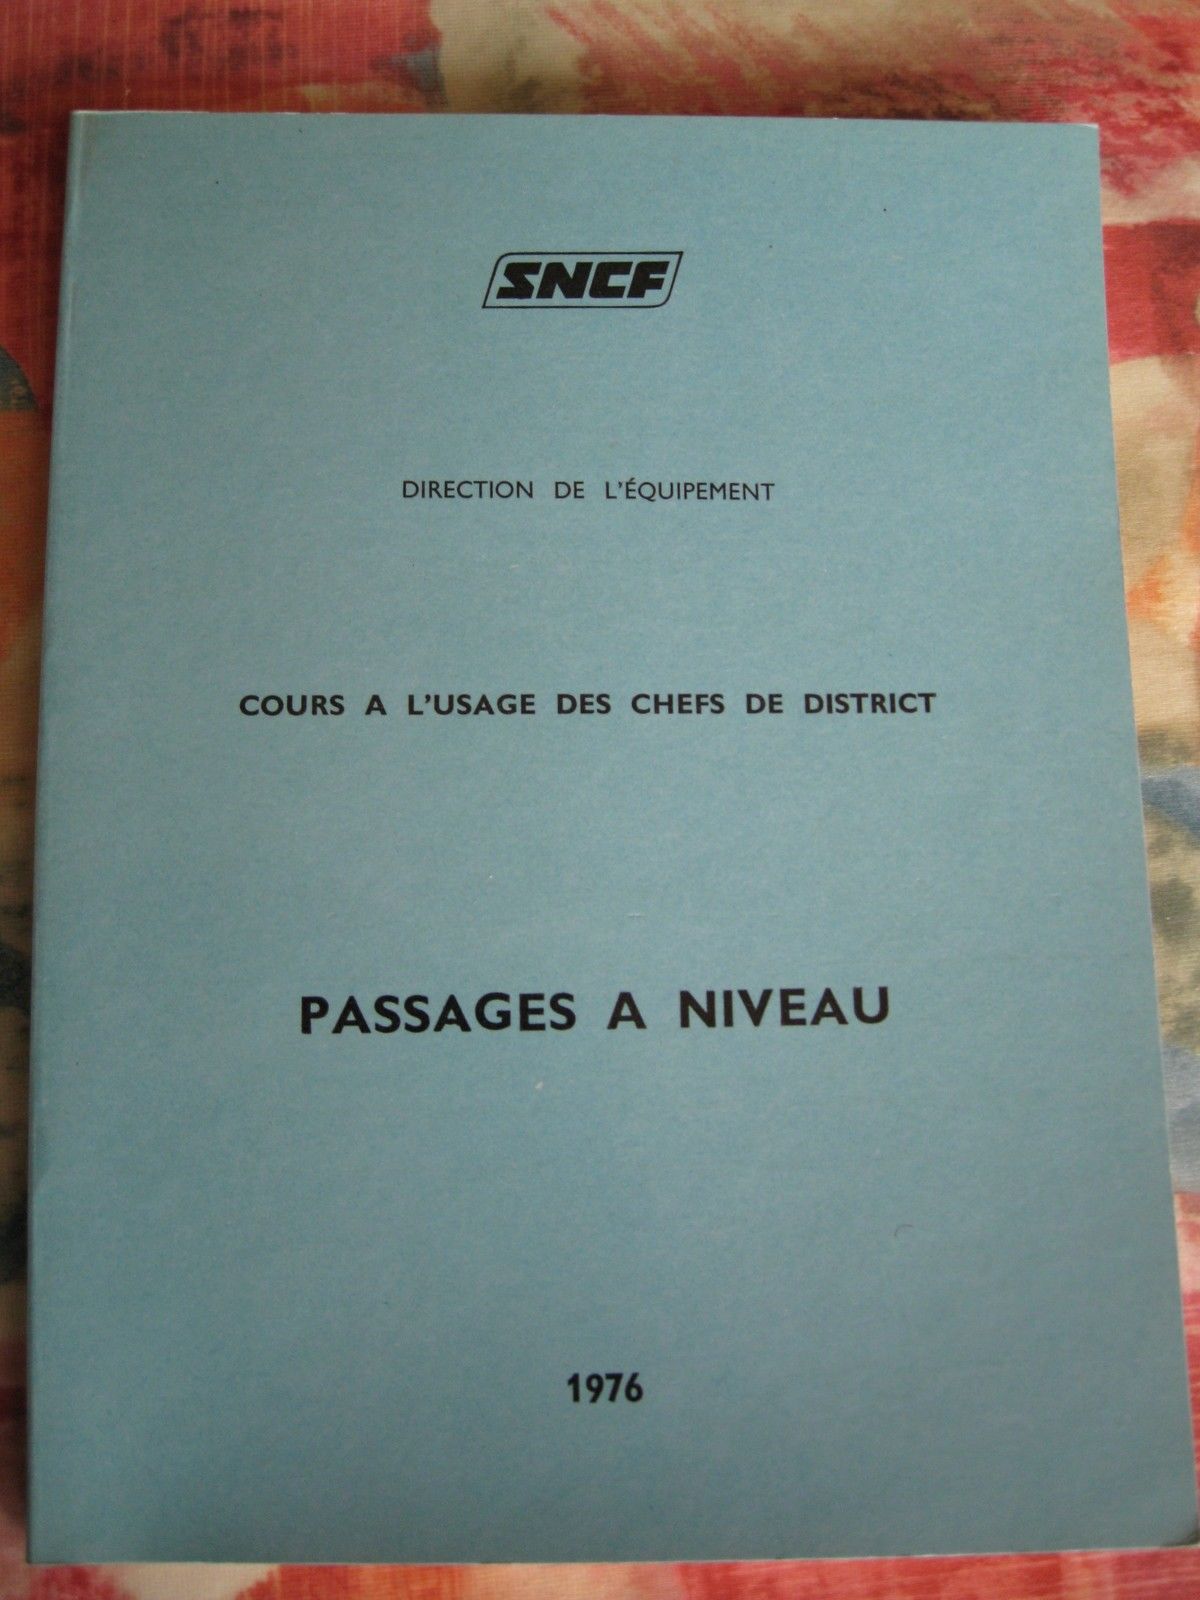 SNCF
DIRECTION DE L'ÉQUIPEMENT
COURS A L'USAGE DES CHEFS DE DISTRICT
PASSAGES A NIVEAU
1976